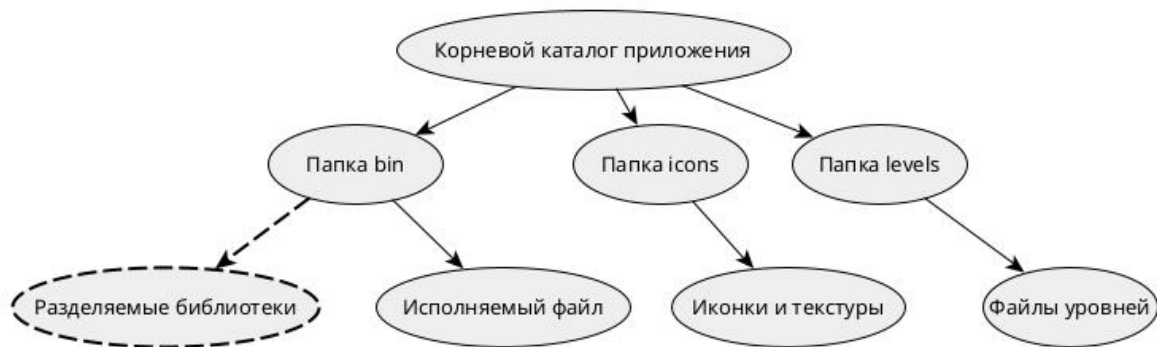 Корневой каталог приложения
Папка bin
Папка icons
Папка levels
Разделяемые библиотеки
Исполняемый файл
Иконки и текстуры
Файлы уровней